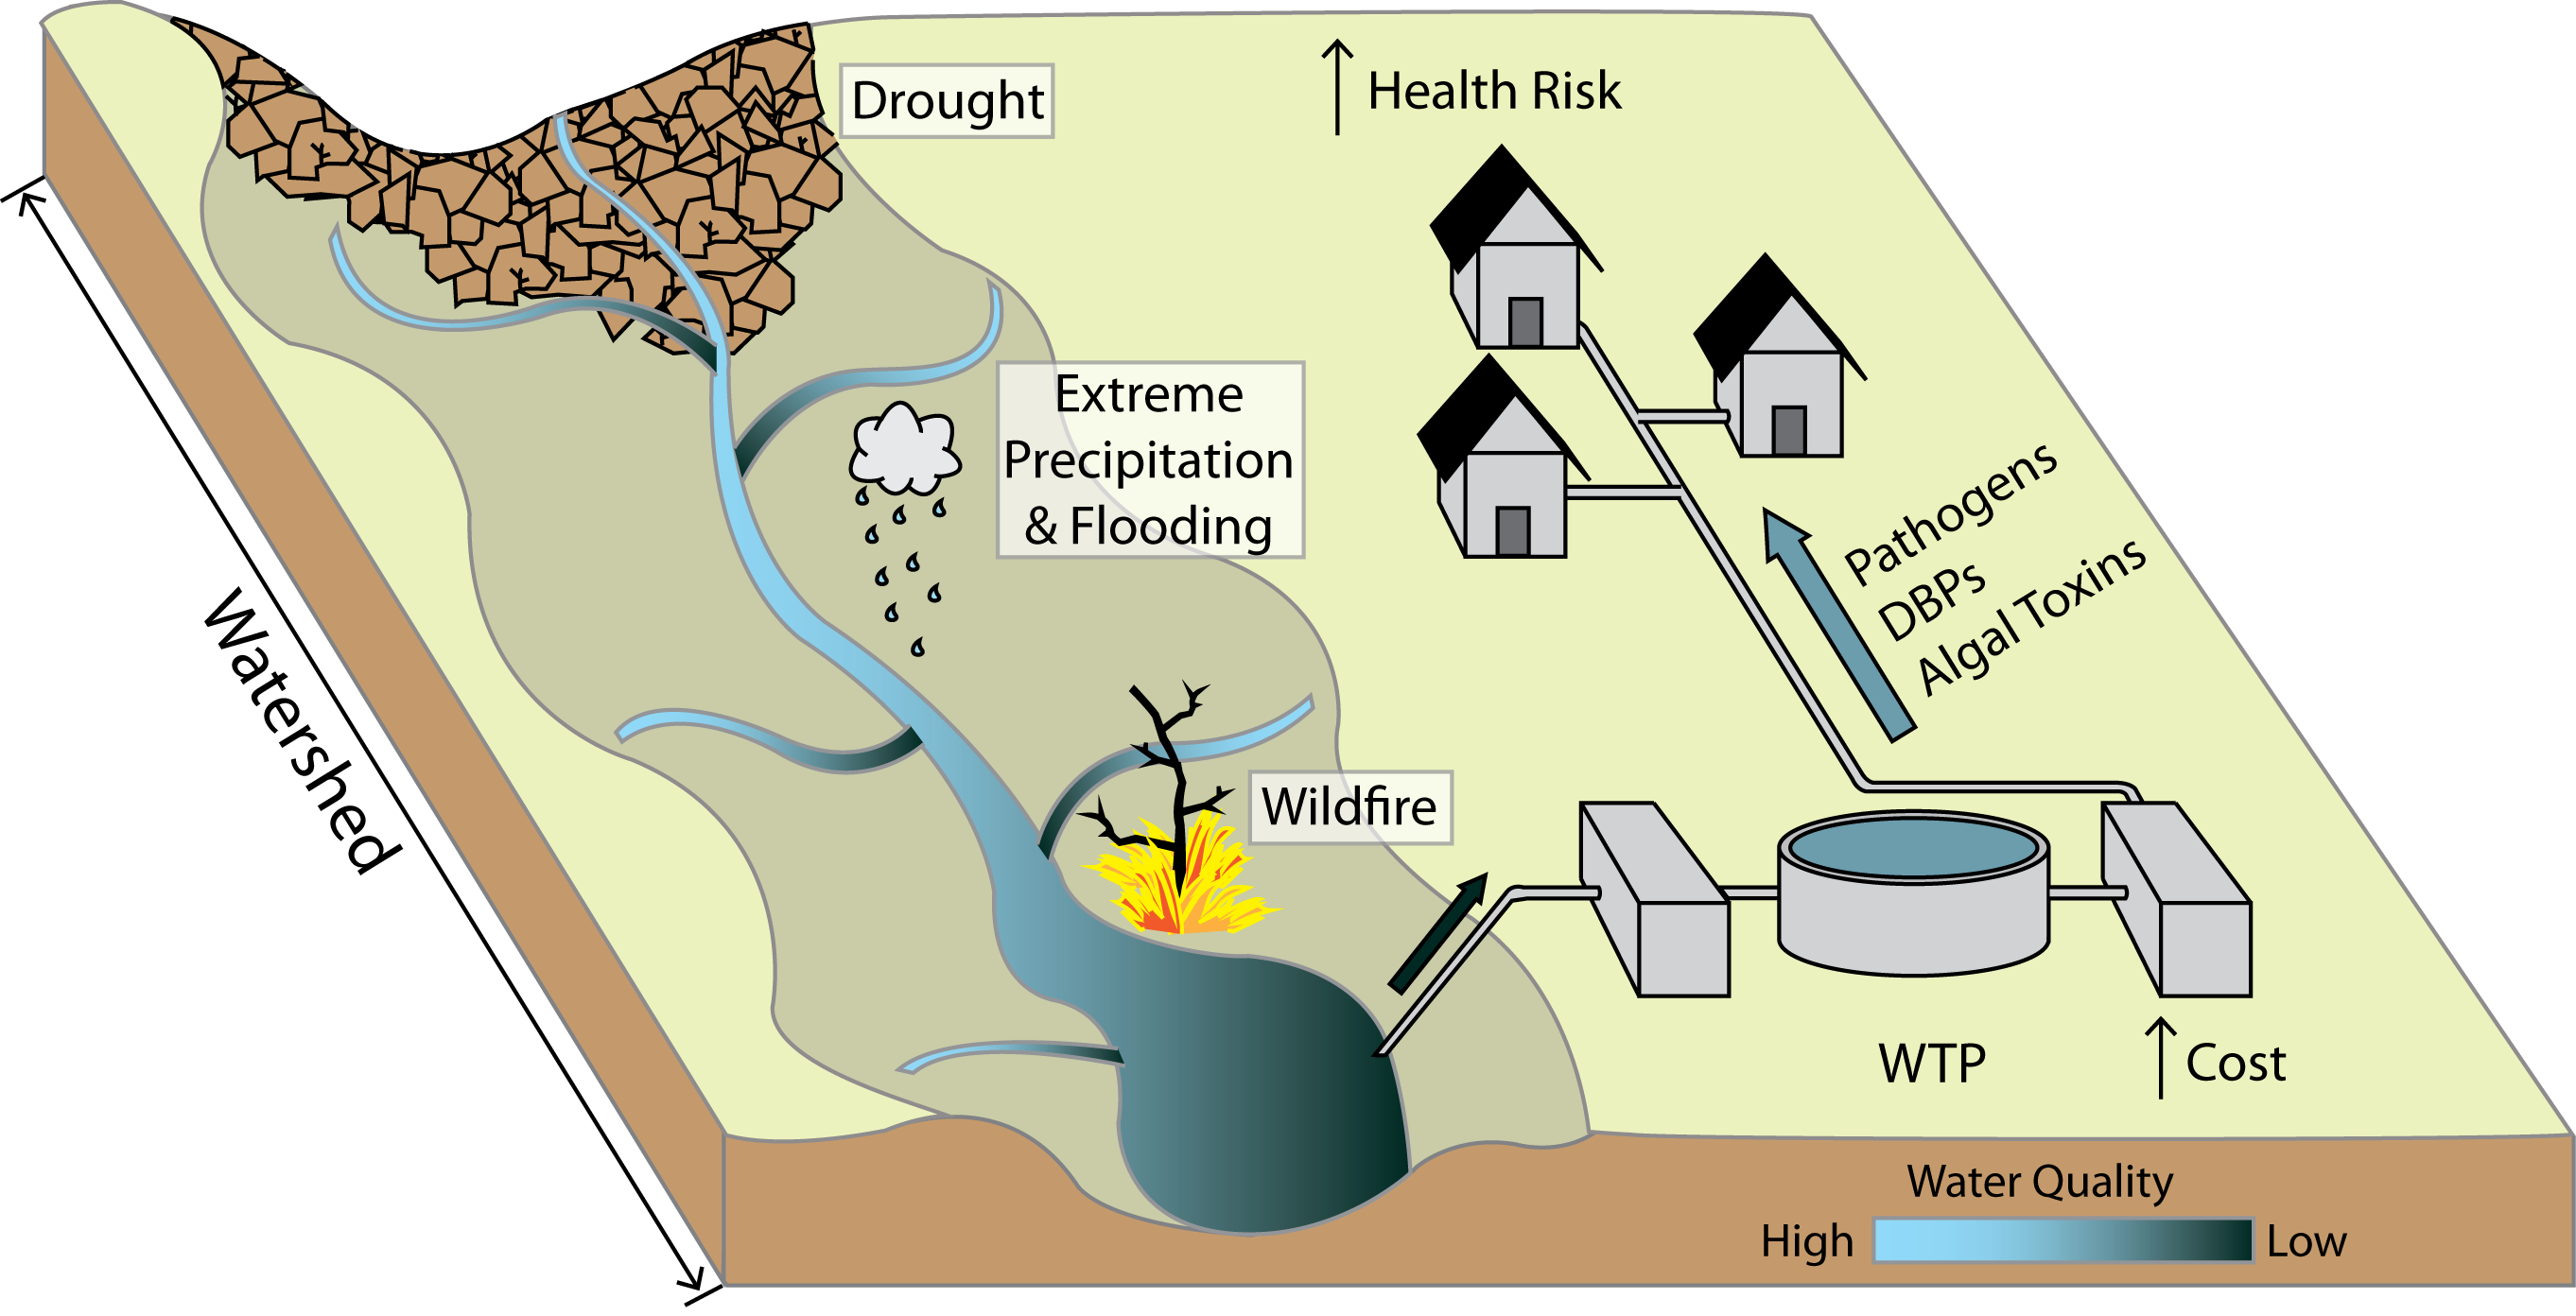 Drought
Health Risk
Extreme
Precipitation
& Flooding
Pathogens
DBPs
Algal Toxins
Watershed
Wildfire
WTP
Cost
Water Quality
High
Low